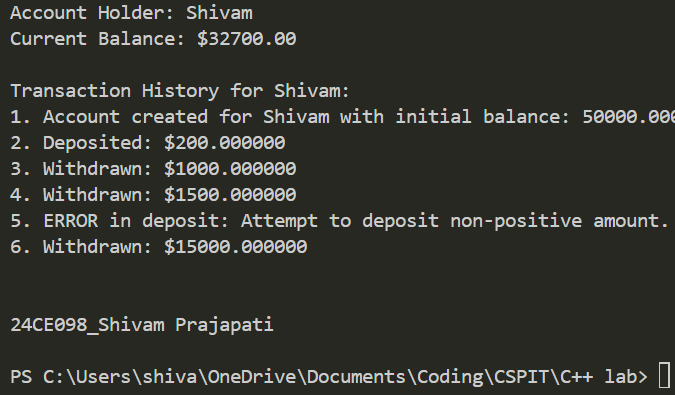 Account Holder: Shivam
Current Balance: $32700.00
Transaction History for Shivam:
1. Account created for Shivam with initial balance: 50000.000
2. Deposited: $200.000000
3. Withdrawn: $1000.000000
4. Withdrawn: $1500.000000
5. ERROR in deposit: Attempt to deposit non-positive amount.
6. Withdrawn: $15000.000000
24CE098_Shivam Prajapati
PS C:\Users\shiva\OneDrive\Documents\Coding\CSPIT\C++ lab>